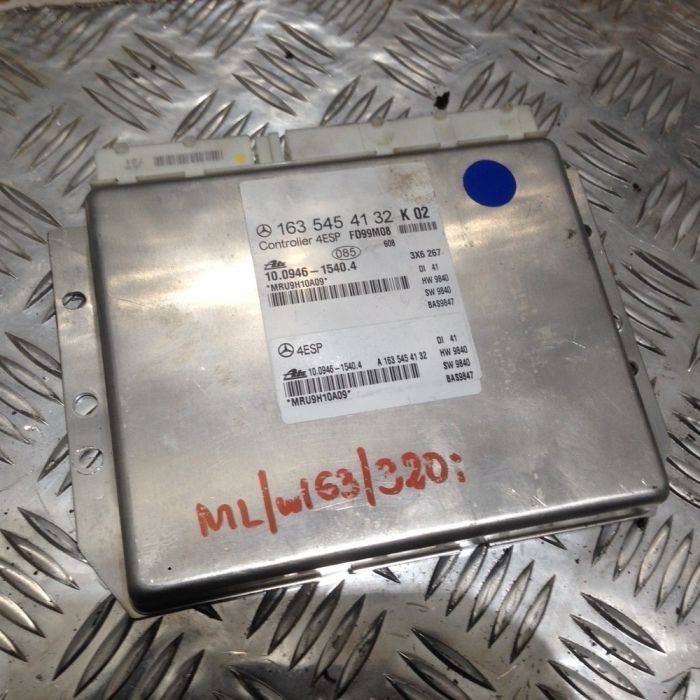 163 545 41 32 K 02
Controller 4ESP FD99M08
608
085
3X6 267
Ate
10.0946-1540.4
DI 41
*MRU9H10A09*
HW 9840
SW 9840
BAS9847
4ESP
DI 41
HW 9840
Ate 10.0946-1540.4 A 163 545 41 32
SW 9840
*MRU9H10A09*
BAS9847
ML/W163/320i